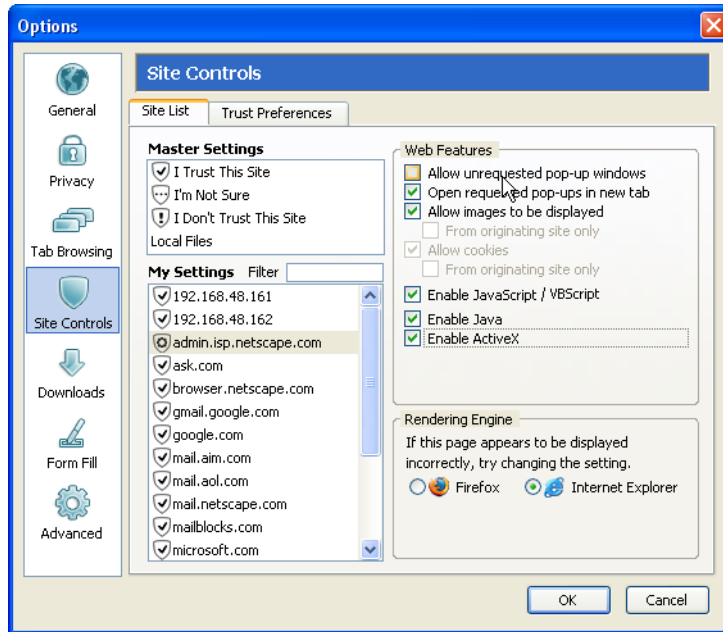 Options
General
Privacy
Tab Browsing
Site Controls
Downloads
Form Fill
Advanced
Site Controls
Site List
Trust Preferences
Master Settings
I Trust This Site
I'm Not Sure
I Don't Trust This Site
Local Files
My Settings Filter
192.168.48.161
192.168.48.162
admin.isp.netscape.com
ask.com
browser.netscape.com
gmail.google.com
google.com
mail.aim.com
mail.aol.com
mail.netscape.com
mailblocks.com
microsoft.com
Web Features
Allow unrequested pop-up windows
Open requested pop-ups in new tab
Allow images to be displayed
From originating site only
Allow cookies
From originating site only
Enable JavaScript / VBScript
Enable Java
Enable ActiveX
Rendering Engine
If this page appears to be displayed
incorrectly, try changing the setting.
Firefox Internet Explorer
OK Cancel